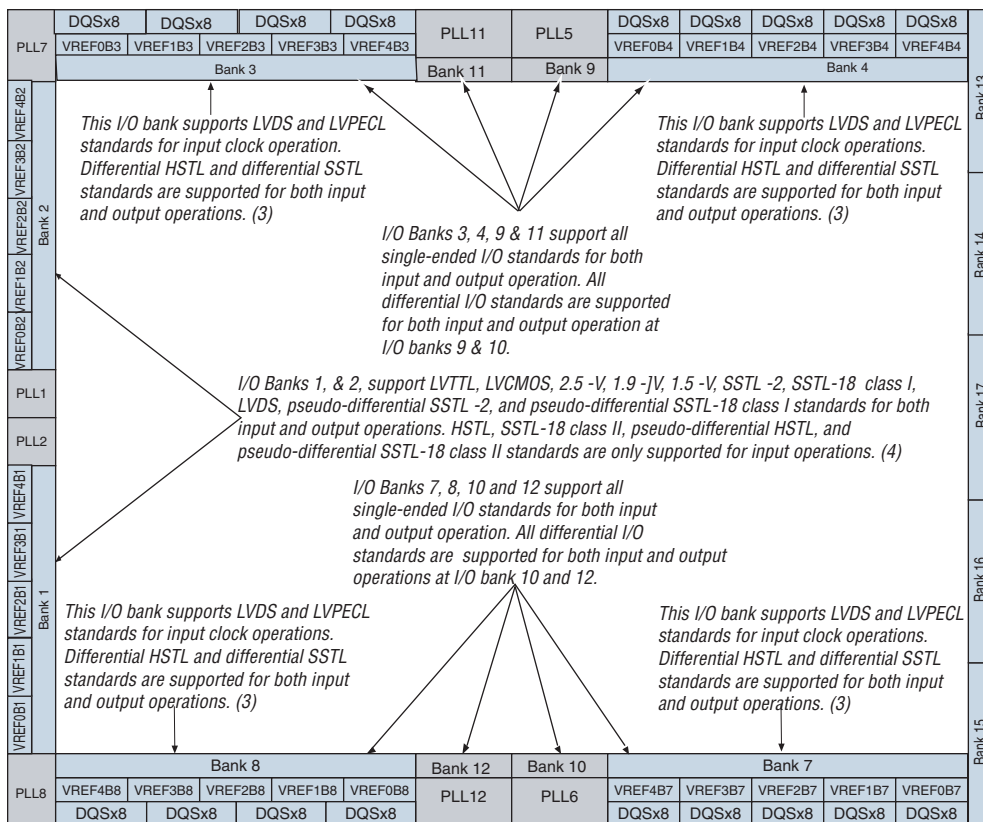 DQSx8 DQSx8 DQSx8 DQSx8 PLL11 PLL5 DQSx8 DQSx8 DQSx8 DQSx8 DQSx8
PLL7 VREF0B3 VREF1B3 VREF2B3 VREF3B3 VREF4B3 VREF0B4 VREF1B4 VREF2B4 VREF3B4 VREF4B4
Bank 3 Bank 11 Bank 9 Bank 4
VREF4B2
VREF3B2
VREF2B2
VREF1B2
VREF0B2
Bank 2
PLL1
PLL2
VREF4B1
VREF3B1
VREF2B1
VREF1B1
VREF0B1
Bank 1
This I/O bank supports LVDS and LVPECL
standards for input clock operation.
Differential HSTL and differential SSTL
standards are supported for both input
and output operations. (3)
This I/O bank supports LVDS and LVPECL
standards for input clock operations.
Differential HSTL and differential SSTL
standards are supported for both input
and output operations. (3)
I/O Banks 3, 4, 9 & 11 support all
single-ended I/O standards for both
input and output operation. All
differential I/O standards are supported
for both input and output operation at
I/O banks 9 & 10.
I/O Banks 1, & 2, support LVTTL, LVCMOS, 2.5 -V, 1.9 -]V, 1.5 -V, SSTL -2, SSTL-18 class I,
LVDS, pseudo-differential SSTL -2, and pseudo-differential SSTL-18 class I standards for both
input and output operations. HSTL, SSTL-18 class II, pseudo-differential HSTL, and
pseudo-differential SSTL-18 class II standards are only supported for input operations. (4)
I/O Banks 7, 8, 10 and 12 support all
single-ended I/O standards for both input
and output operation. All differential I/O
standards are supported for both input and output
operations at I/O bank 10 and 12.
This I/O bank supports LVDS and LVPECL
standards for input clock operations.
Differential HSTL and differential SSTL
standards are supported for both input
and output operations. (3)
This I/O bank supports LVDS and LVPECL
standards for input clock operations.
Differential HSTL and differential SSTL
standards are supported for both input
and output operations. (3)
Bank 13
Bank 14
Bank 17
Bank 16
Bank 15
Bank 8 Bank 12 Bank 10 Bank 7
PLL8 VREF4B8 VREF3B8 VREF2B8 VREF1B8 VREF0B8 PLL12 PLL6 VREF4B7 VREF3B7 VREF2B7 VREF1B7 VREF0B7
DQSx8 DQSx8 DQSx8 DQSx8 DQSx8 DQSx8 DQSx8 DQSx8 DQSx8